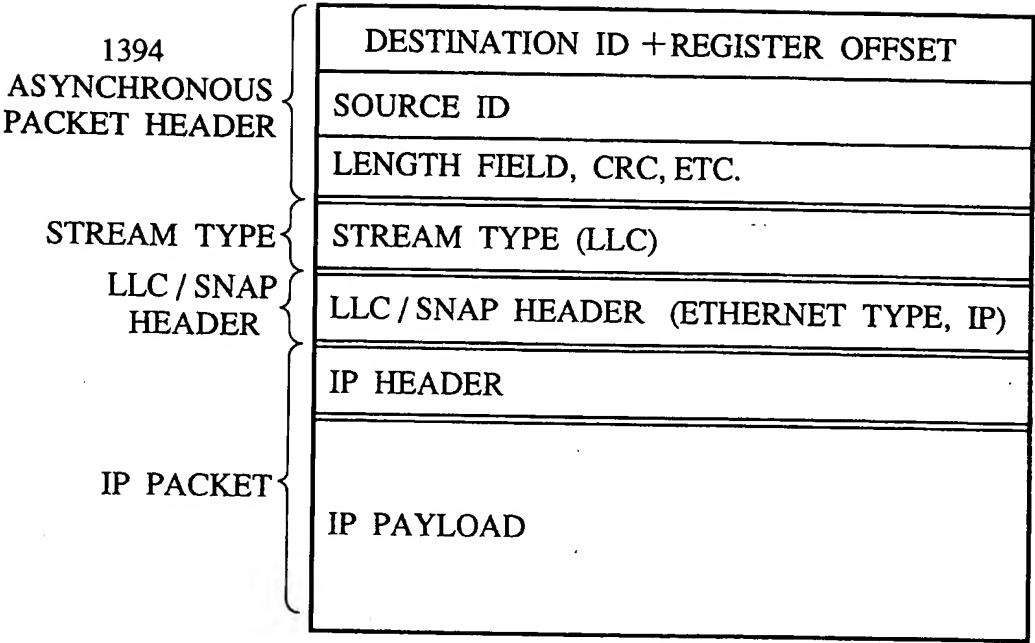 1394
ASYNCHRONOUS
PACKET HEADER
DESTINATION ID +REGISTER OFFSET
SOURCE ID
LENGTH FIELD, CRC, ETC.
STREAM TYPE
STREAM TYPE (LLC)
LLC / SNAP
HEADER
LLC / SNAP HEADER (ETHERNET TYPE, IP)
IP PACKET
IP HEADER
IP PAYLOAD